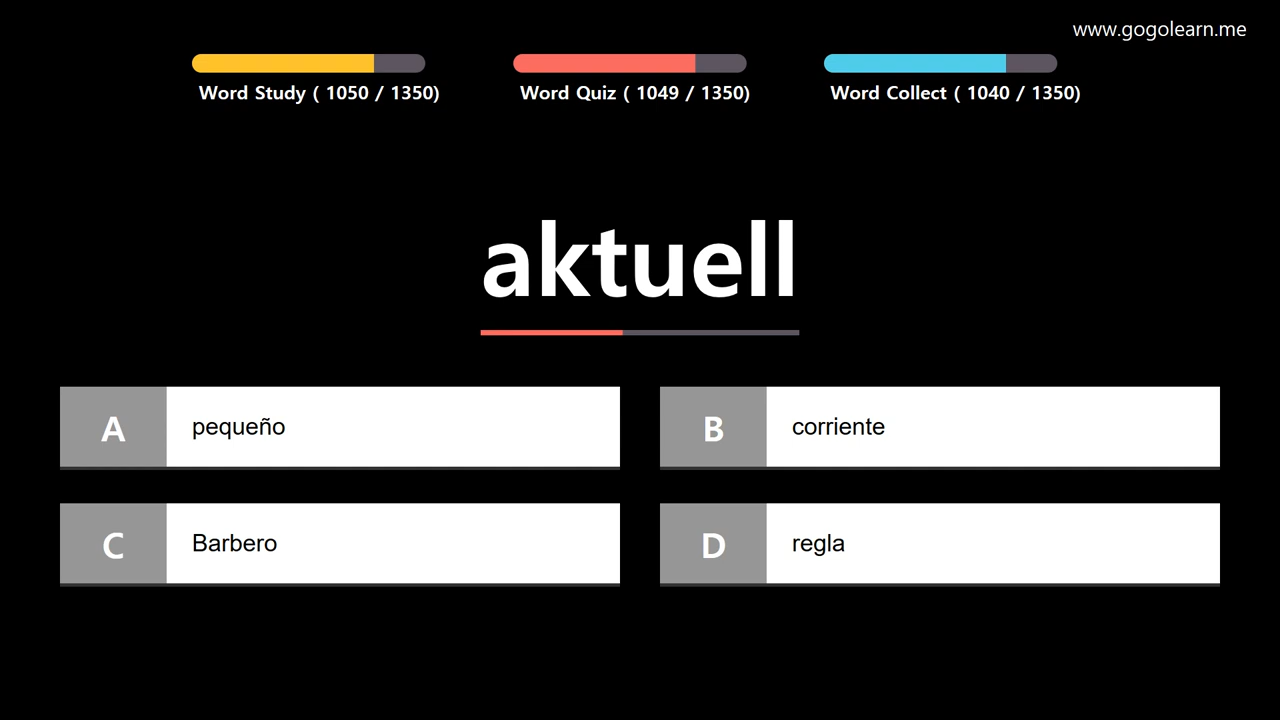 www.gogolearn.me
Word Study ( 1050 / 1350)
Word Quiz ( 1049 / 1350)
Word Collect ( 1040 / 1350)
aktuell
A pequeño
B corriente
C Barbero
D regla